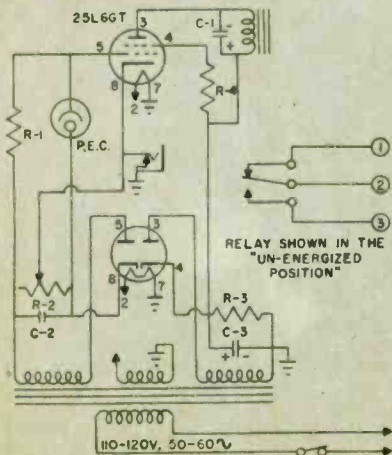 25L6GT
3
C-1
-
+
5
4
8
7
2
R-1
P.E.C.
R-4
1
2
3
RELAY SHOWN IN THE
"UN-ENERGIZED
POSITION"
5
3
8
4
2
7
R-2
C-2
R-3
C-3
+ -
110-120V, 50-60~